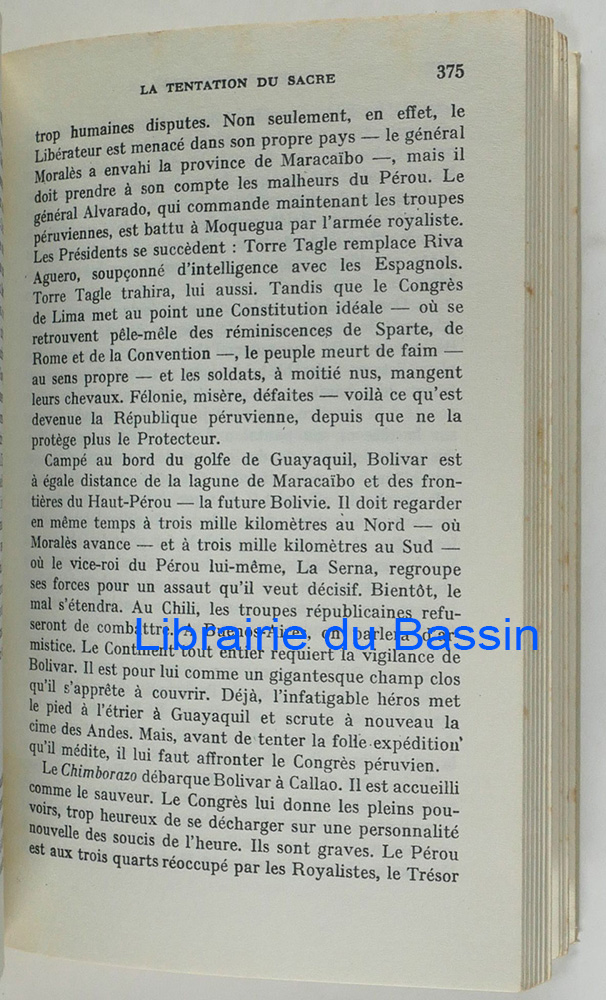 LA TENTATION DU SACRE 375
trop humaines disputes. Non seulement, en effet, le
Libérateur est menacé dans son propre pays — le général
Moralès a envahi la province de Maracaïbo —, mais il
doit prendre à son compte les malheurs du Pérou. Le
général Alvarado, qui commande maintenant les troupes
péruviennes, est battu à Moquegua par l'armée royaliste.
Les Présidents se succèdent : Torre Tagle remplace Riva
Aguero, soupçonné d'intelligence avec les Espagnols.
Torre Tagle trahira, lui aussi. Tandis que le Congrès
de Lima met au point une Constitution idéale — où se
retrouvent pêle-mêle des réminiscences de Sparte, de
Rome et de la Convention —, le peuple meurt de faim —
au sens propre — et les soldats, à moitié nus, mangent
leurs chevaux. Félonie, misère, défaites — voilà ce qu'est
devenue la République péruvienne, depuis que ne la
protège plus le Protecteur.
Campé au bord du golfe de Guayaquil, Bolivar est
à égale distance de la lagune de Maracaïbo et des fron-
tières du Haut-Pérou — la future Bolivie. Il doit regarder
en même temps à trois mille kilomètres au Nord — où
Moralès avance — et à trois mille kilomètres au Sud —
où le vice-roi du Pérou lui-même, La Serna, regroupe
ses forces pour un assaut qu'il veut décisif. Bientôt, le
mal s'étendra. Au Chili, les troupes républicaines refu-
seront de combattre. A Buenos-Aires, on parlera d'ar-
Librairie du Bassin
mistice. Le Continent tout entier requiert la vigilance de
Bolivar. Il est pour lui comme un gigantesque champ clos
qu'il s'apprête à couvrir. Déjà, l'infatigable héros met
le pied à l'étrier à Guayaquil et scrute à nouveau la
cime des Andes. Mais, avant de tenter la folle expédition
qu'il médite, il lui faut affronter le Congrès péruvien.
Le Chimborazo débarque Bolivar à Callao. Il est accueilli
comme le sauveur. Le Congrès lui donne les pleins pou-
voirs, trop heureux de se décharger sur une personnalité
nouvelle des soucis de l'heure. Ils sont graves. Le Pérou
est aux trois quarts réoccupé par les Royalistes, le Trésor